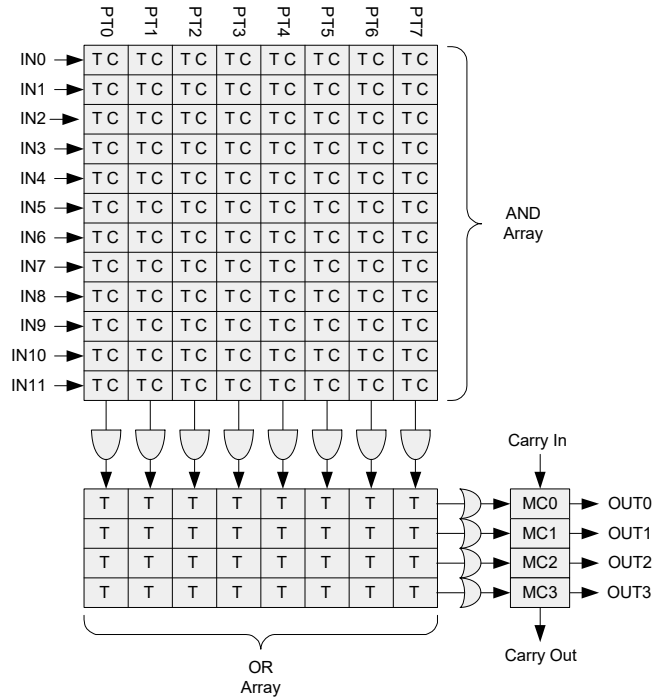 PT0 PT1 PT2 PT3 PT4 PT5 PT6 PT7
IN0 T C T C T C T C T C T C T C T C
IN1 T C T C T C T C T C T C T C T C
IN2 T C T C T C T C T C T C T C T C
IN3 T C T C T C T C T C T C T C T C
IN4 T C T C T C T C T C T C T C T C
IN5 T C T C T C T C T C T C T C T C
IN6 T C T C T C T C T C T C T C T C
IN7 T C T C T C T C T C T C T C T C
IN8 T C T C T C T C T C T C T C T C
IN9 T C T C T C T C T C T C T C T C
IN10 T C T C T C T C T C T C T C T C
IN11 T C T C T C T C T C T C T C T C
AND
Array
Carry In
T T T T T T T T MC0 OUT0
T T T T T T T T MC1 OUT1
T T T T T T T T MC2 OUT2
T T T T T T T T MC3 OUT3
Carry Out
OR
Array